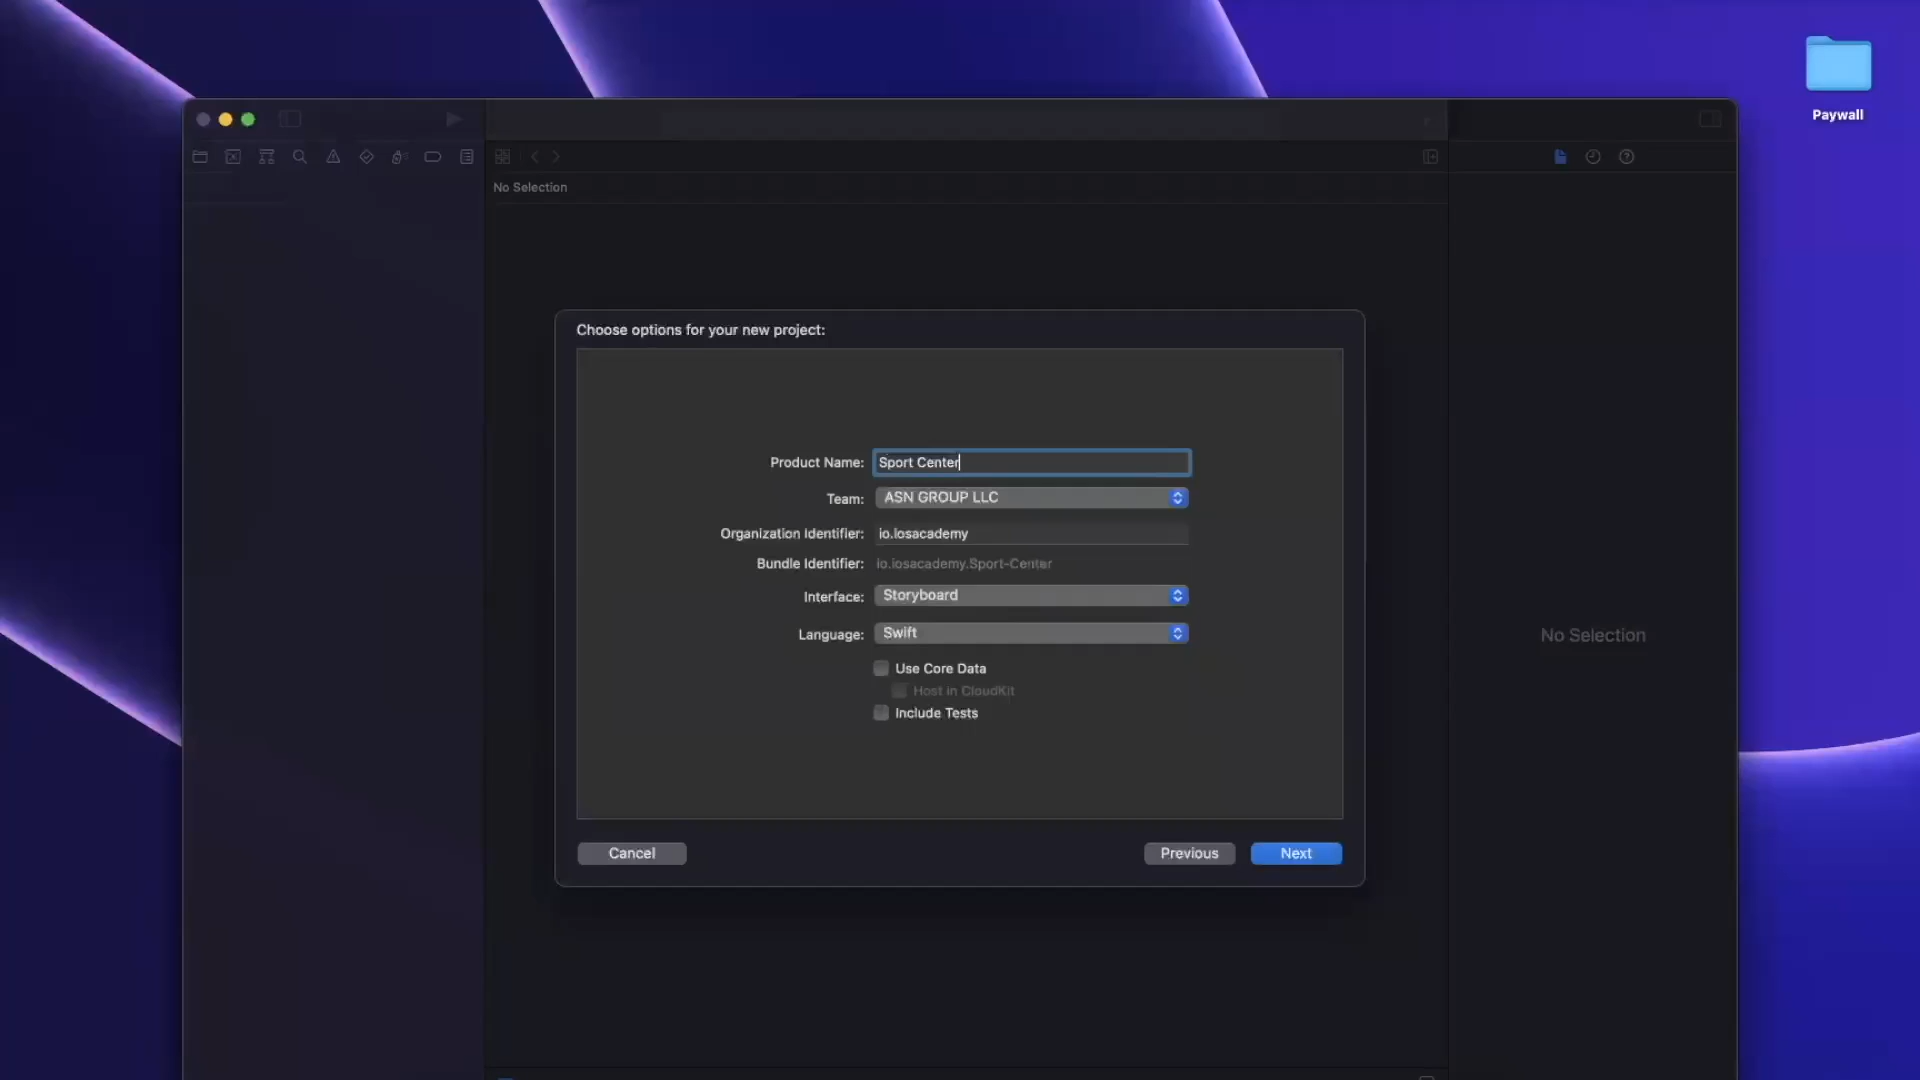 Paywall
No Selection
Choose options for your new project:
Product Name: Sport Center
Team: ASN GROUP LLC
Organization Identifier: io.iosacademy
Bundle Identifier: io.iosacademy.Sport-Center
Interface: Storyboard
Language: Swift
Use Core Data
Host in CloudKit
Include Tests
No Selection
Cancel
Previous
Next